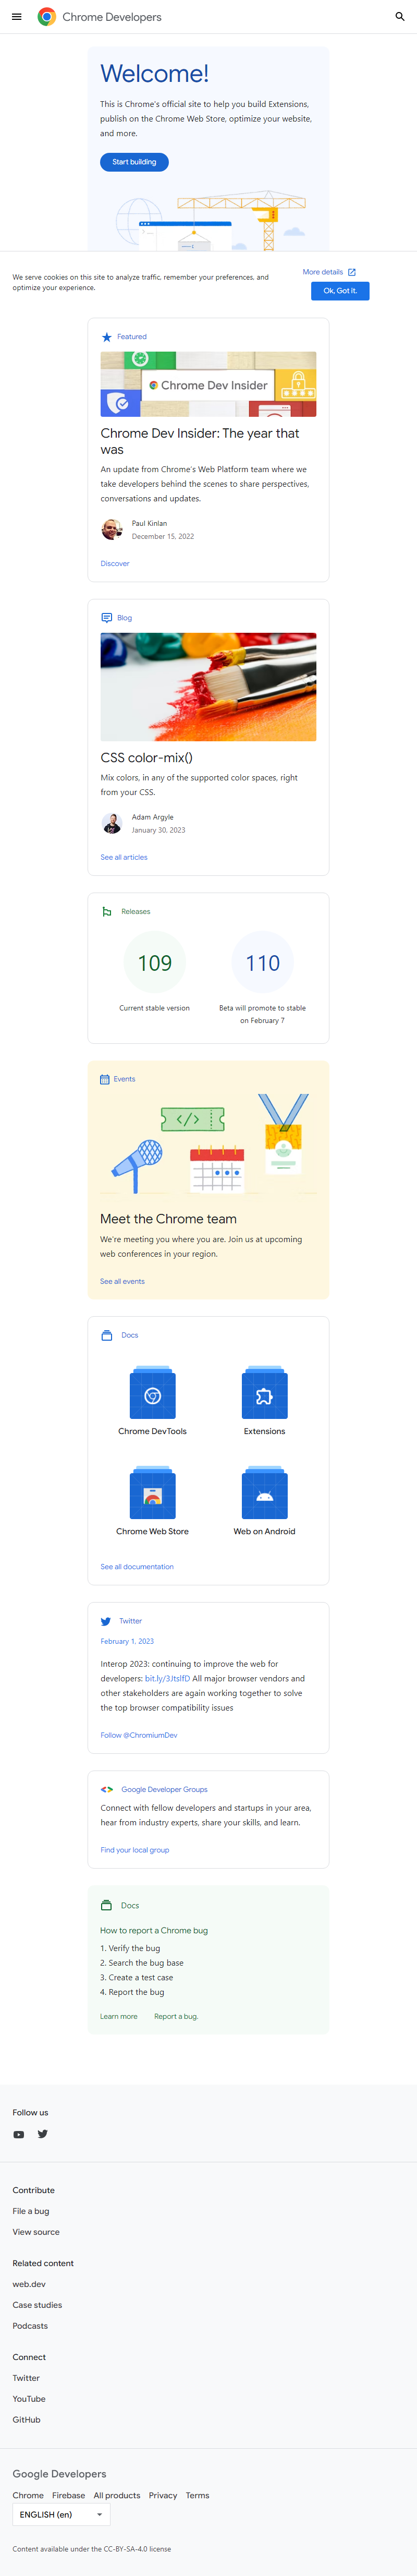 Chrome Developers
Welcome!
This is Chrome's official site to help you build Extensions,
publish on the Chrome Web Store, optimize your website,
and more.
Start building
We serve cookies on this site to analyze traffic, remember your preferences, and
optimize your experience.
More details
Ok, Got it.
Featured
Chrome Dev Insider
Chrome Dev Insider: The year that
was
An update from Chrome's Web Platform team where we
take developers behind the scenes to share perspectives,
conversations and updates.
Paul Kinlan
December 15, 2022
Discover
Blog
CSS color-mix()
Mix colors, in any of the supported color spaces, right
from your CSS.
Adam Argyle
January 30, 2023
See all articles
Releases
109
110
Current stable version
Beta will promote to stable
on February 7
Events
</>
Meet the Chrome team
We're meeting you where you are. Join us at upcoming
web conferences in your region.
See all events
Docs
Chrome DevTools
Extensions
Chrome Web Store
Web on Android
See all documentation
Twitter
February 1, 2023
Interop 2023: continuing to improve the web for
developers: bit.ly/3JtslfD All major browser vendors and
other stakeholders are again working together to solve
the top browser compatibility issues
Follow @ChromiumDev
Google Developer Groups
Connect with fellow developers and startups in your area,
hear from industry experts, share your skills, and learn.
Find your local group
Docs
How to report a Chrome bug
1. Verify the bug
2. Search the bug base
3. Create a test case
4. Report the bug
Learn more
Report a bug.
Follow us
Contribute
File a bug
View source
Related content
web.dev
Case studies
Podcasts
Connect
Twitter
YouTube
GitHub
Google Developers
Chrome Firebase All products Privacy Terms
ENGLISH (en)
Content available under the CC-BY-SA-4.0 license